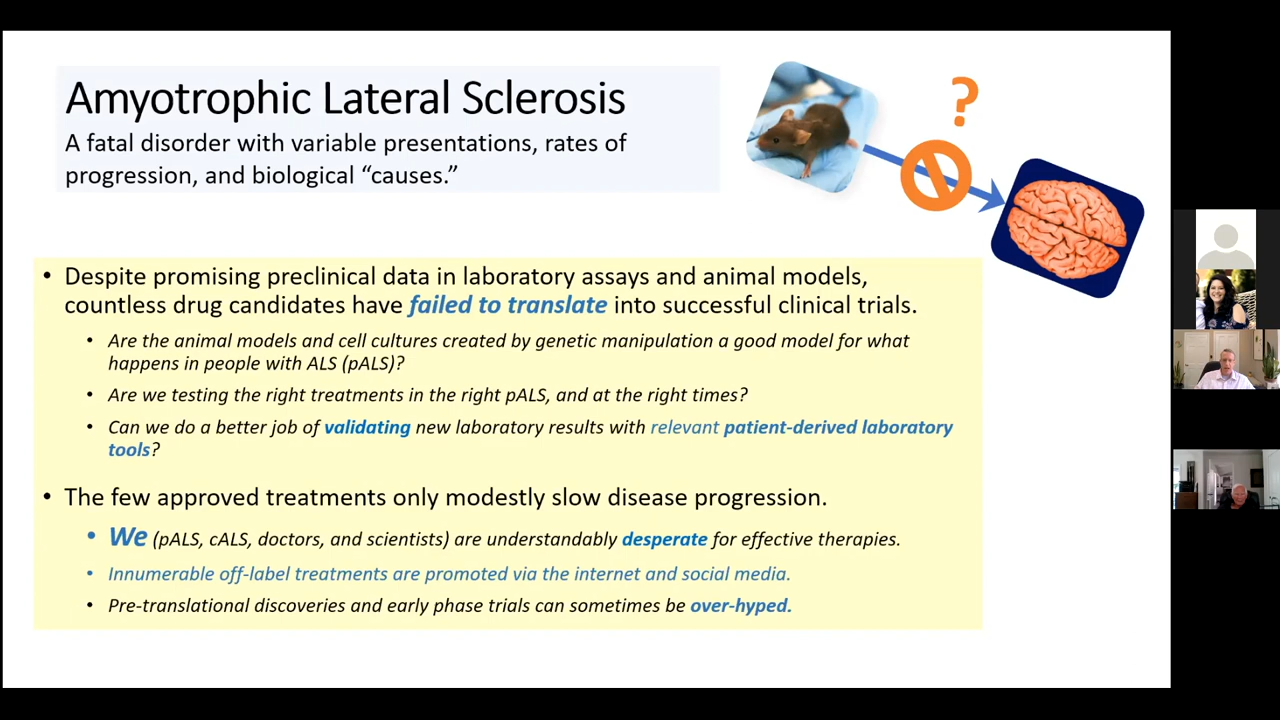 Amyotrophic Lateral Sclerosis
A fatal disorder with variable presentations, rates of
progression, and biological “causes.”
?
• Despite promising preclinical data in laboratory assays and animal models,
countless drug candidates have failed to translate into successful clinical trials.
• Are the animal models and cell cultures created by genetic manipulation a good model for what
happens in people with ALS (pALS)?
• Are we testing the right treatments in the right pALS, and at the right times?
• Can we do a better job of validating new laboratory results with relevant patient-derived laboratory
tools?
• The few approved treatments only modestly slow disease progression.
• We (pALS, cALS, doctors, and scientists) are understandably desperate for effective therapies.
• Innumerable off-label treatments are promoted via the internet and social media.
• Pre-translational discoveries and early phase trials can sometimes be over-hyped.